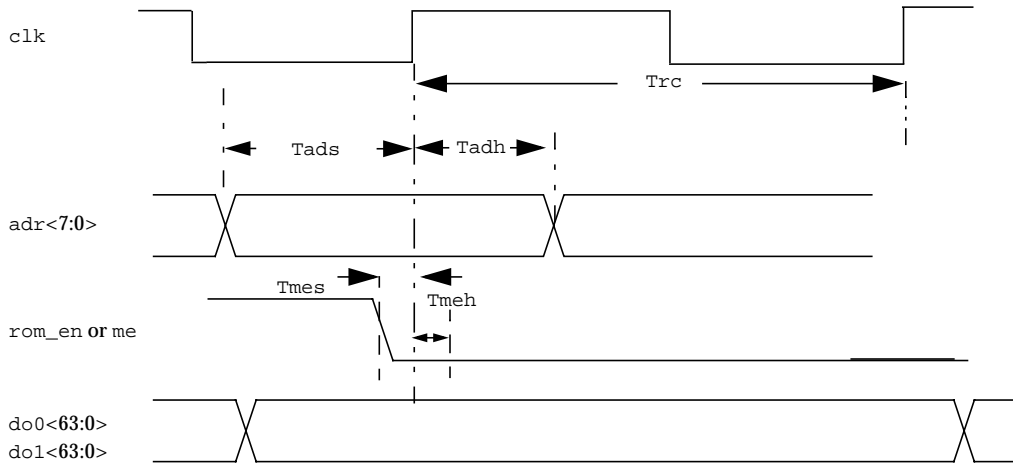 clk
Trc
Tads
Tadh
adr<7:0>
Tmes
Tmeh
rom_en or me
do0<63:0>
do1<63:0>